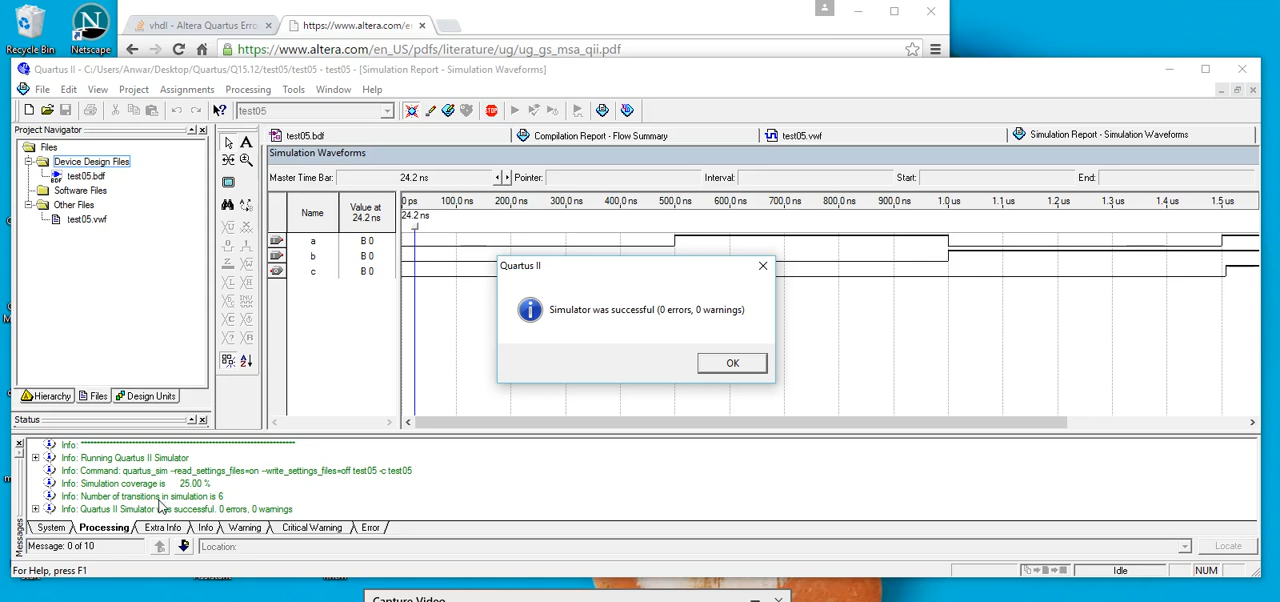 Recycle Bin
Netscape
vhdl - Altera Quartus Erro
https://www.altera.com/e
https://www.altera.com/en_US/pdfs/literature/ug/ug_gs_msa_qii.pdf
Quartus II - C:/Users/Anwar/Desktop/Quartus/Q15.12/test05/test05 - test05 - [Simulation Report - Simulation Waveforms]
File Edit View Project Assignments Processing Tools Window Help
test05
Project Navigator
Files
Device Design Files
test05.bdf
Software Files
Other Files
test05.vwf
Hierarchy Files Design Units
Status
test05.bdf
Compilation Report - Flow Summary
test05.vwf
Simulation Report - Simulation Waveforms
Simulation Waveforms
Master Time Bar: 24.2 ns Pointer: Interval: Start: End:
Name Value at 24.2 ns
0 ps 100,0 ns 200,0 ns 300,0 ns 400,0 ns 500,0 ns 600,0 ns 700,0 ns 800,0 ns 900,0 ns 1.0 us 1.1 us 1.2 us 1.3 us 1.4 us 1.5 us
24.2 ns
a B 0
b B 0
c B 0
Quartus II
Simulator was successful (0 errors, 0 warnings)
OK
Info: Running Quartus II Simulator
Info: Command: quartus_sim --read_settings_files=on --write_settings_files=off test05 -c test05
Info: Simulation coverage is 25.00 %
Info: Number of transitions in simulation is 6
Info: Quartus II Simulator was successful. 0 errors, 0 warnings
System Processing Extra Info Info Warning Critical Warning Error
Messages
Message: 0 of 10
Location:
Locate
For Help, press F1
Idle
NUM
Capture Video